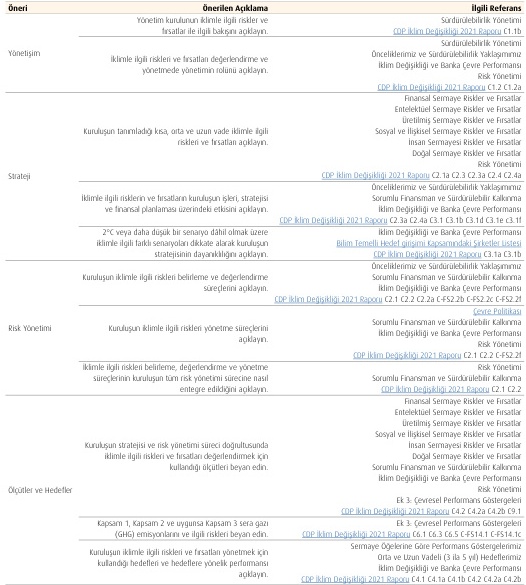 Öneri Önerilen Açıklama İlgili Referans
Yönetişim
Yönetim kurulunun iklimle ilgili riskler ve
fırsatlar ile ilgili bakışını açıklayın.
Sürdürülebilirlik Yönetimi
CDP İklim Değişikliği 2021 Raporu C1.1b
İklimle ilgili riskleri ve fırsatları değerlendirme ve
yönetmede yönetimin rolünü açıklayın.
Sürdürülebilirlik Yönetimi
Önceliklerimiz ve Sürdürülebilirlik Yaklaşımımız
İklim Değişikliği ve Banka Çevre Performansı
Risk Yönetimi
CDP İklim Değişikliği 2021 Raporu C1.2 C1.2a
Strateji
Kuruluşun tanımladığı kısa, orta ve uzun vade iklimle ilgili
riskleri ve fırsatları açıklayın.
Finansal Sermaye Riskler ve Fırsatlar
Entelektüel Sermaye Riskler ve Fırsatlar
Üretilmiş Sermaye Riskler ve Fırsatlar
Sosyal ve İlişkisel Sermaye Riskler ve Fırsatlar
İnsan Sermayesi Riskler ve Fırsatlar
Doğal Sermaye Riskler ve Fırsatlar
Risk Yönetimi
CDP İklim Değişikliği 2021 Raporu C2.1a C2.3 C2.3a C2.4 C2.4a
İklimle ilgili risklerin ve fırsatların kuruluşun işleri, stratejisi
ve finansal planlaması üzerindeki etkisini açıklayın.
Önceliklerimiz ve Sürdürülebilirlik Yaklaşımımız
Sorumlu Finansman ve Sürdürülebilir Kalkınma
İklim Değişikliği ve Banka Çevre Performansı
CDP İklim Değişikliği 2021 Raporu C2.3a C2.4a C3.1 C3.1b C3.1d C3.1e C3.1f
2°C veya daha düşük bir senaryo dâhil olmak üzere
iklimle ilgili farklı senaryoları dikkate alarak kuruluşun
stratejisinin dayanıklılığını açıklayın.
İklim Değişikliği ve Banka Çevre Performansı
Bilim Temelli Hedef girişimi Kapsamındaki Şirketler Listesi
CDP İklim Değişikliği 2021 Raporu C3.1a C3.1b
Risk Yönetimi
Kuruluşun iklimle ilgili riskleri belirleme ve değerlendirme
süreçlerini açıklayın.
Önceliklerimiz ve Sürdürülebilirlik Yaklaşımımız
Sorumlu Finansman ve Sürdürülebilir Kalkınma
İklim Değişikliği ve Banka Çevre Performansı
CDP İklim Değişikliği 2021 Raporu C2.1 C2.2 C2.2a C-FS2.2b C-FS2.2c C-FS2.2f
Kuruluşun iklimle ilgili riskleri yönetme süreçlerini
açıklayın.
Çevre Politikası
Sorumlu Finansman ve Sürdürülebilir Kalkınma
İklim Değişikliği ve Banka Çevre Performansı
Risk Yönetimi
CDP İklim Değişikliği 2021 Raporu C2.1 C2.2 C-FS2.2f
İklimle ilgili riskleri belirleme, değerlendirme ve yönetme
süreçlerinin kuruluşun tüm risk yönetimi sürecine nasıl
entegre edildiğini açıklayın.
Risk Yönetimi
Sorumlu Finansman ve Sürdürülebilir Kalkınma
CDP İklim Değişikliği 2021 Raporu C2.1 C2.2
Ölçütler ve Hedefler
Kuruluşun stratejisi ve risk yönetimi süreci doğrultusunda
iklimle ilgili riskleri ve fırsatları değerlendirmek için
kullandığı ölçütleri beyan edin.
Finansal Sermaye Riskler ve Fırsatlar
Entelektüel Sermaye Riskler ve Fırsatlar
Üretilmiş Sermaye Riskler ve Fırsatlar
Sosyal ve İlişkisel Sermaye Riskler ve Fırsatlar
İnsan Sermayesi Riskler ve Fırsatlar
Doğal Sermaye Riskler ve Fırsatlar
Sorumlu Finansman ve Sürdürülebilir Kalkınma
İklim Değişikliği ve Banka Çevre Performansı
Risk Yönetimi
Ek 3: Çevresel Performans Göstergeleri
CDP İklim Değişikliği 2021 Raporu C4.2 C4.2a C4.2b C9.1
Kapsam 1, Kapsam 2 ve uygunsa Kapsam 3 sera gazı
(GHG) emisyonlarını ve ilgili riskleri beyan edin.
Ek 3: Çevresel Performans Göstergeleri
CDP İklim Değişikliği 2021 Raporu C6.1 C6.3 C6.5 C-FS14.1 C-FS14.1c
Kuruluşun iklimle ilgili riskleri ve fırsatları yönetmek için
kullandığı hedefleri ve hedeflere yönelik performansı
açıklayın.
Sermaye Öğelerine Göre Performans Göstergelerimiz
Orta ve Uzun Vadeli (3 ila 5 yıl) Hedeflerimiz
İklim Değişikliği ve Banka Çevre Performansı
CDP İklim Değişikliği 2021 Raporu C4.1 C4.1a C4.1b C4.2 C4.2a C4.2b